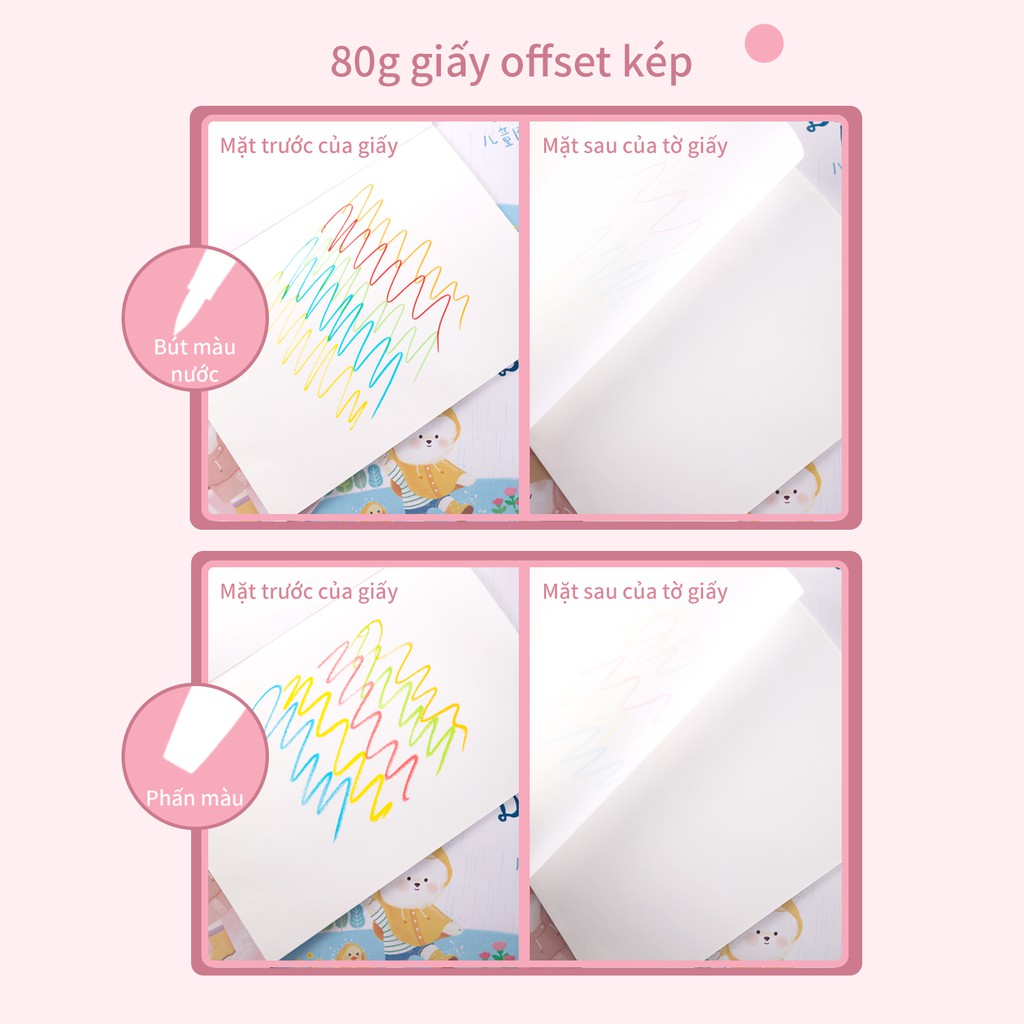 80g giấy offset kép
Mặt trước của giấy
Mặt sau của tờ giấy
Bút màu
nước
Mặt trước của giấy
Mặt sau của tờ giấy
Phấn màu